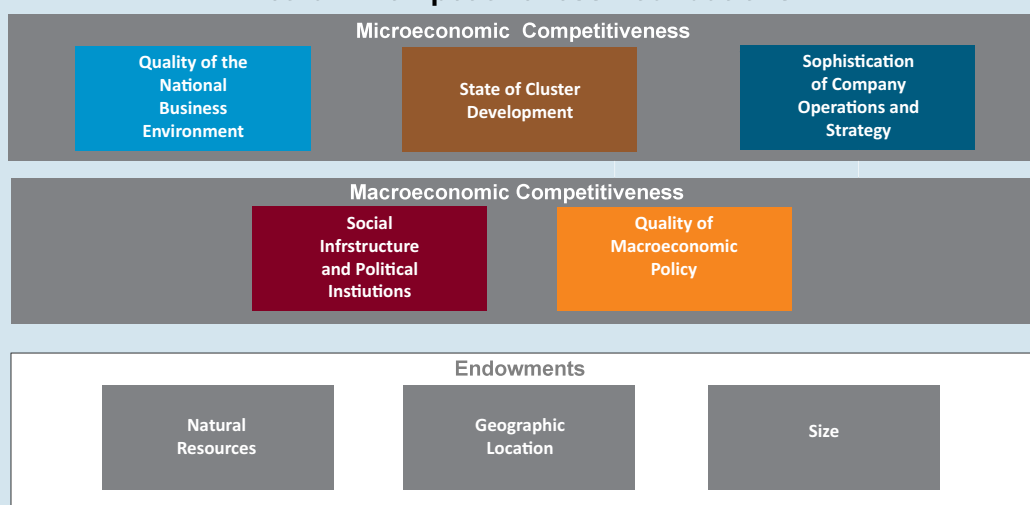 Microeconomic Competitiveness
Quality of the
National
Business
Environment
State of Cluster
Development
Sophistication
of Company
Operations and
Strategy
Macroeconomic Competitiveness
Social
Infrstructure
and Political
Instiutions
Quality of
Macroeconomic
Policy
Endowments
Natural
Resources
Geographic
Location
Size